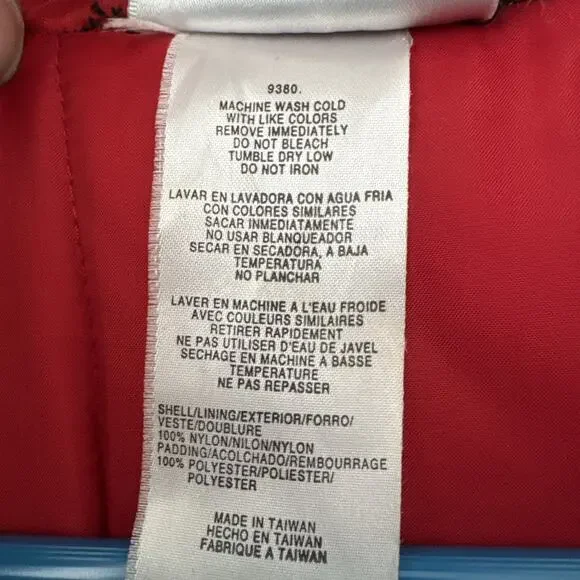 9380.
MACHINE WASH COLD
WITH LIKE COLORS
REMOVE IMMEDIATELY
DO NOT BLEACH
TUMBLE DRY LOW
DO NOT IRON
LAVAR EN LAVADORA CON AGUA FRIA
CON COLORES SIMILARES
SACAR INMEDIATAMENTE
NO USAR BLANQUEADOR
SECAR EN SECADORA, A BAJA
TEMPERATURA
NO PLANCHAR
LAVER EN MACHINE A L'EAU FROIDE
AVEC COULEURS SIMILAIRES
RETIRER RAPIDEMENT
NE PAS UTILISER D'EAU DE JAVEL
SECHAGE EN MACHINE A BASSE
TEMPERATURE
NE PAS REPASSER
SHELL/LINING/EXTERIOR/FORRO/
VESTE/DOUBLURE
100% NYLON/NILON/NYLON
PADDING/ACOLCHADO/REMBOURRAGE
100% POLYESTER/POLIESTER/
POLYESTER
MADE IN TAIWAN
HECHO EN TAIWAN
FABRIQUE A TAIWAN